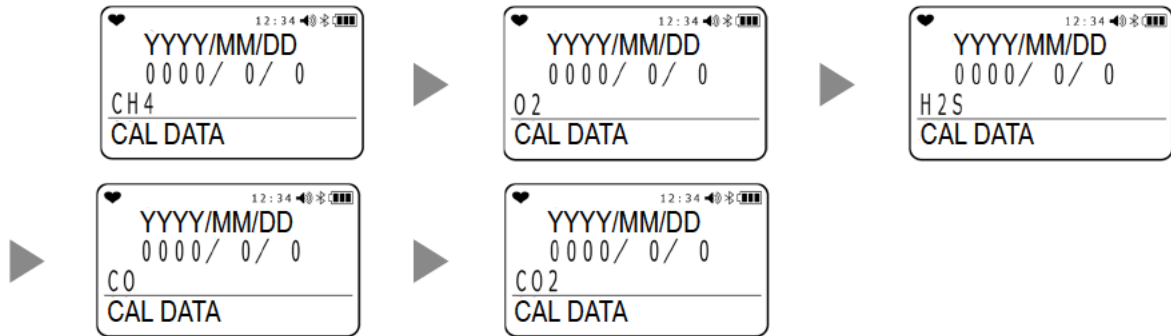 12:34
YYYY/MM/DD
0000/ 0/ 0
CH4
CAL DATA
12:34
YYYY/MM/DD
0000/ 0/ 0
O2
CAL DATA
12:34
YYYY/MM/DD
0000/ 0/ 0
H2S
CAL DATA
12:34
YYYY/MM/DD
0000/ 0/ 0
CO
CAL DATA
12:34
YYYY/MM/DD
0000/ 0/ 0
CO2
CAL DATA